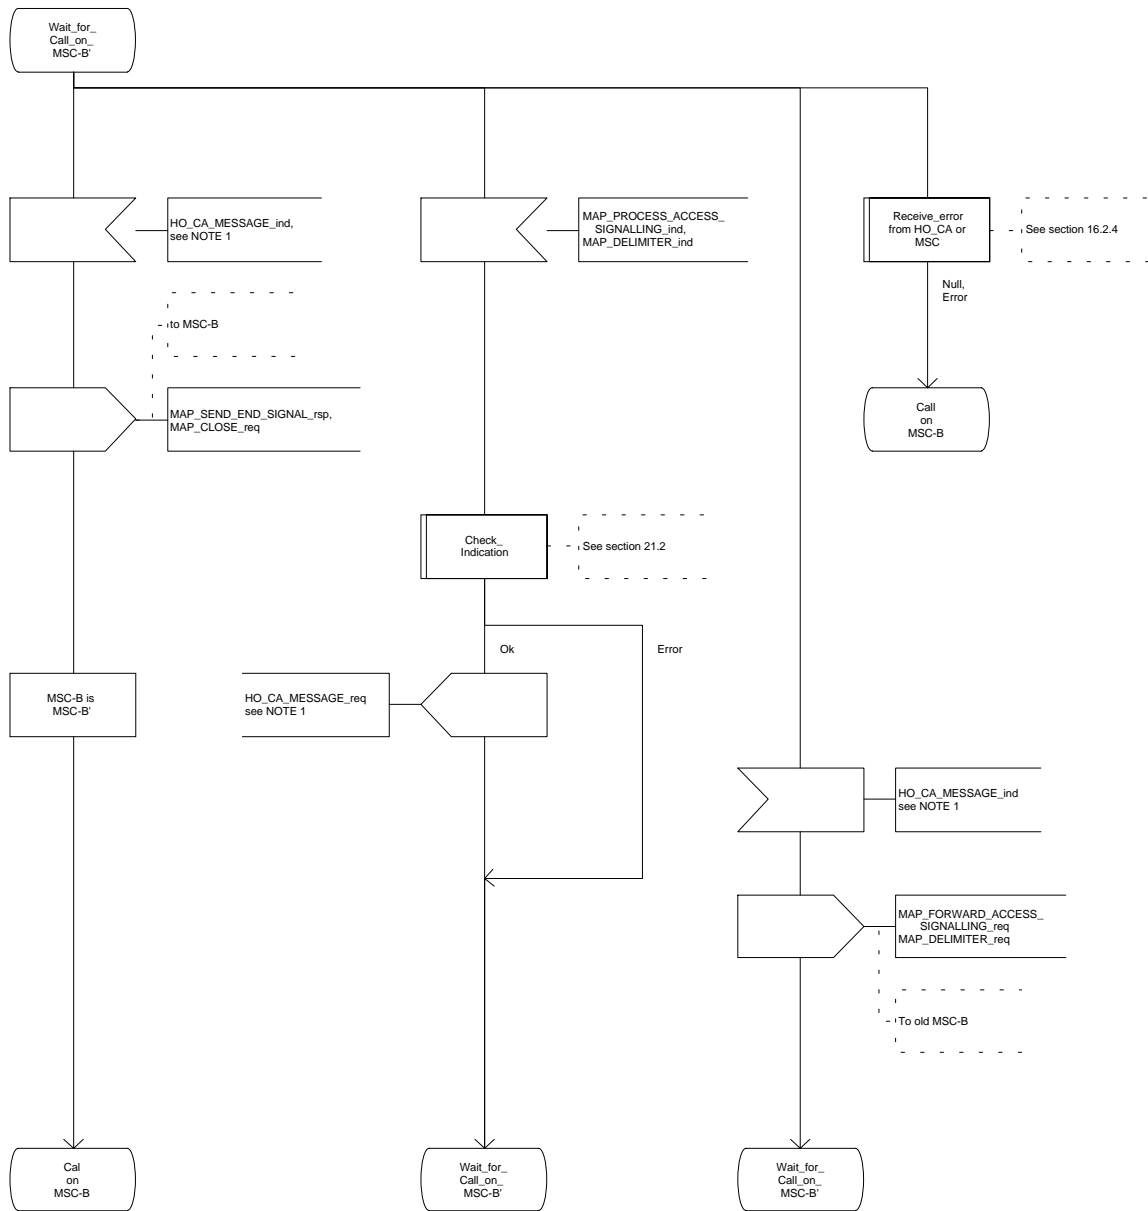 Wait_for_
Call_on_
MSC-B'
HO_CA_MESSAGE_ind,
see NOTE 1
MAP_PROCESS_ACCESS_
SIGNALLING_ind,
MAP_DELIMITER_ind
Receive_error
from HO_CA or
MSC
See section 16.2.4
Null,
Error
to MSC-B
MAP_SEND_END_SIGNAL_rsp,
MAP_CLOSE_req
Call
on
MSC-B
Check_
Indication
See section 21.2
Ok
Error
MSC-B is
MSC-B'
HO_CA_MESSAGE_req
see NOTE 1
HO_CA_MESSAGE_ind
see NOTE 1
MAP_FORWARD_ACCESS_
SIGNALLING_req
MAP_DELIMITER_req
To old MSC-B
Cal
on
MSC-B
Wait_for_
Call_on_
MSC-B'
Wait_for_
Call_on_
MSC-B'